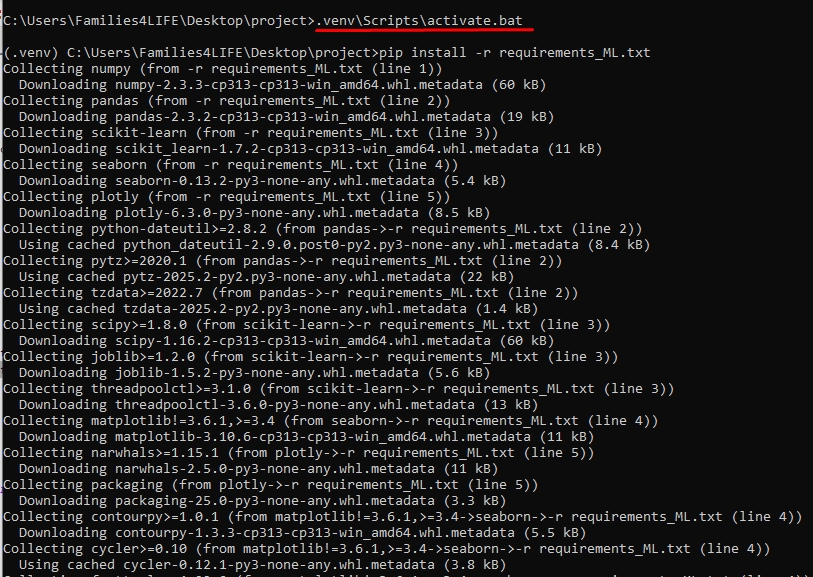 C:\Users\Families4LIFE\Desktop\project>.venv\Scripts\activate.bat
(.venv) C:\Users\Families4LIFE\Desktop\project>pip install -r requirements_ML.txt
Collecting numpy (from -r requirements_ML.txt (line 1))
  Downloading numpy-2.3.3-cp313-cp313-win_amd64.whl.metadata (60 kB)
Collecting pandas (from -r requirements_ML.txt (line 2))
  Downloading pandas-2.3.2-cp313-cp313-win_amd64.whl.metadata (19 kB)
Collecting scikit-learn (from -r requirements_ML.txt (line 3))
  Downloading scikit_learn-1.7.2-cp313-cp313-win_amd64.whl.metadata (11 kB)
Collecting seaborn (from -r requirements_ML.txt (line 4))
  Downloading seaborn-0.13.2-py3-none-any.whl.metadata (5.4 kB)
Collecting plotly (from -r requirements_ML.txt (line 5))
  Downloading plotly-6.3.0-py3-none-any.whl.metadata (8.5 kB)
Collecting python-dateutil>=2.8.2 (from pandas->-r requirements_ML.txt (line 2))
  Using cached python_dateutil-2.9.0.post0-py2.py3-none-any.whl.metadata (8.4 kB)
Collecting pytz>=2020.1 (from pandas->-r requirements_ML.txt (line 2))
  Using cached pytz-2025.2-py2.py3-none-any.whl.metadata (22 kB)
Collecting tzdata>=2022.7 (from pandas->-r requirements_ML.txt (line 2))
  Using cached tzdata-2025.2-py2.py3-none-any.whl.metadata (1.4 kB)
Collecting scipy>=1.8.0 (from scikit-learn->-r requirements_ML.txt (line 3))
  Downloading scipy-1.16.2-cp313-cp313-win_amd64.whl.metadata (60 kB)
Collecting joblib>=1.2.0 (from scikit-learn->-r requirements_ML.txt (line 3))
  Downloading joblib-1.5.2-py3-none-any.whl.metadata (5.6 kB)
Collecting threadpoolctl>=3.1.0 (from scikit-learn->-r requirements_ML.txt (line 3))
  Downloading threadpoolctl-3.6.0-py3-none-any.whl.metadata (13 kB)
Collecting matplotlib!=3.6.1,>=3.4 (from seaborn->-r requirements_ML.txt (line 4))
  Downloading matplotlib-3.10.6-cp313-cp313-win_amd64.whl.metadata (11 kB)
Collecting narwhals>=1.15.1 (from plotly->-r requirements_ML.txt (line 5))
  Downloading narwhals-2.5.0-py3-none-any.whl.metadata (11 kB)
Collecting packaging (from plotly->-r requirements_ML.txt (line 5))
  Downloading packaging-25.0-py3-none-any.whl.metadata (3.3 kB)
Collecting contourpy>=1.0.1 (from matplotlib!=3.6.1,>=3.4->seaborn->-r requirements_ML.txt (line 4))
  Downloading contourpy-1.3.3-cp313-cp313-win_amd64.whl.metadata (5.5 kB)
Collecting cycler>=0.10 (from matplotlib!=3.6.1,>=3.4->seaborn->-r requirements_ML.txt (line 4))
  Using cached cycler-0.12.1-py3-none-any.whl.metadata (3.8 kB)